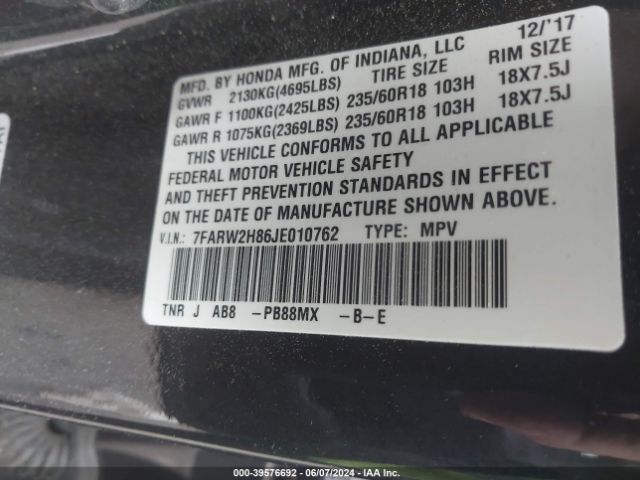 MFD. BY HONDA MFG. OF INDIANA, LLC 12/'17
GVWR 2130KG(4695LBS) TIRE SIZE RIM SIZE
GAWR F 1100KG(2425LBS) 235/60R18 103H 18X7.5J
GAWR R 1075KG(2369LBS) 235/60R18 103H 18X7.5J
THIS VEHICLE CONFORMS TO ALL APPLICABLE
FEDERAL MOTOR VEHICLE SAFETY
AND THEFT PREVENTION STANDARDS IN EFFECT
ON THE DATE OF MANUFACTURE SHOWN ABOVE.
V.I.N.: 7FARW2H86JE010762 TYPE: MPV
TNR J AB8 -PB88MX -B-E
000-39576692 - 06/07/2024 - IAA Inc.